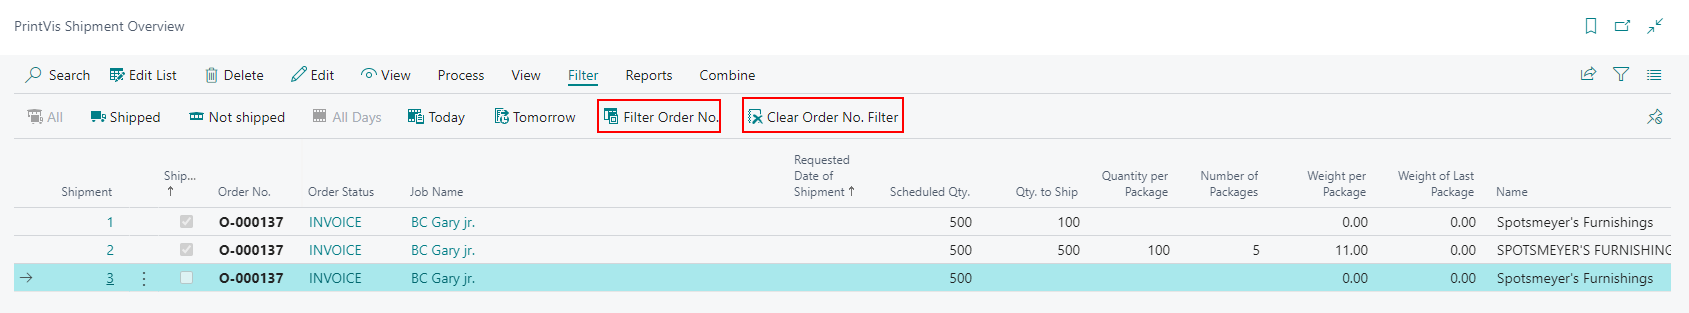 PrintVis Shipment Overview
Search Edit List Delete Edit View Process View Filter Reports Combine
All Shipped Not shipped All Days Today Tomorrow Filter Order No. Clear Order No. Filter
Shipment Ship... ↑ Order No. Order Status Job Name Requested Date of Shipment ↑ Scheduled Qty. Qty. to Ship Quantity per Package Number of Packages Weight per Package Weight of Last Package Name
1 O-000137 INVOICE BC Gary jr. 500 100 0.00 0.00 Spotsmeyer's Furnishings
2 O-000137 INVOICE BC Gary jr. 500 500 100 5 11.00 0.00 SPOTSMEYER'S FURNISHING
3 O-000137 INVOICE BC Gary jr. 500 0.00 0.00 Spotsmeyer's Furnishings